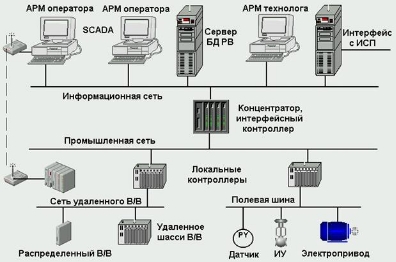 АРМ оператора
АРМ оператора
SCADA
Сервер
БД РВ
АРМ технолога
Интерфейс
с ИСП
Информационная сеть
Концентратор,
интерфейсный
контроллер
Промышленная сеть
Локальные
контроллеры
Сеть удаленного В/В
Полевая шина
Удаленное
шасси В/В
Распределенный В/В
PY
Датчик
ИУ
Электропривод